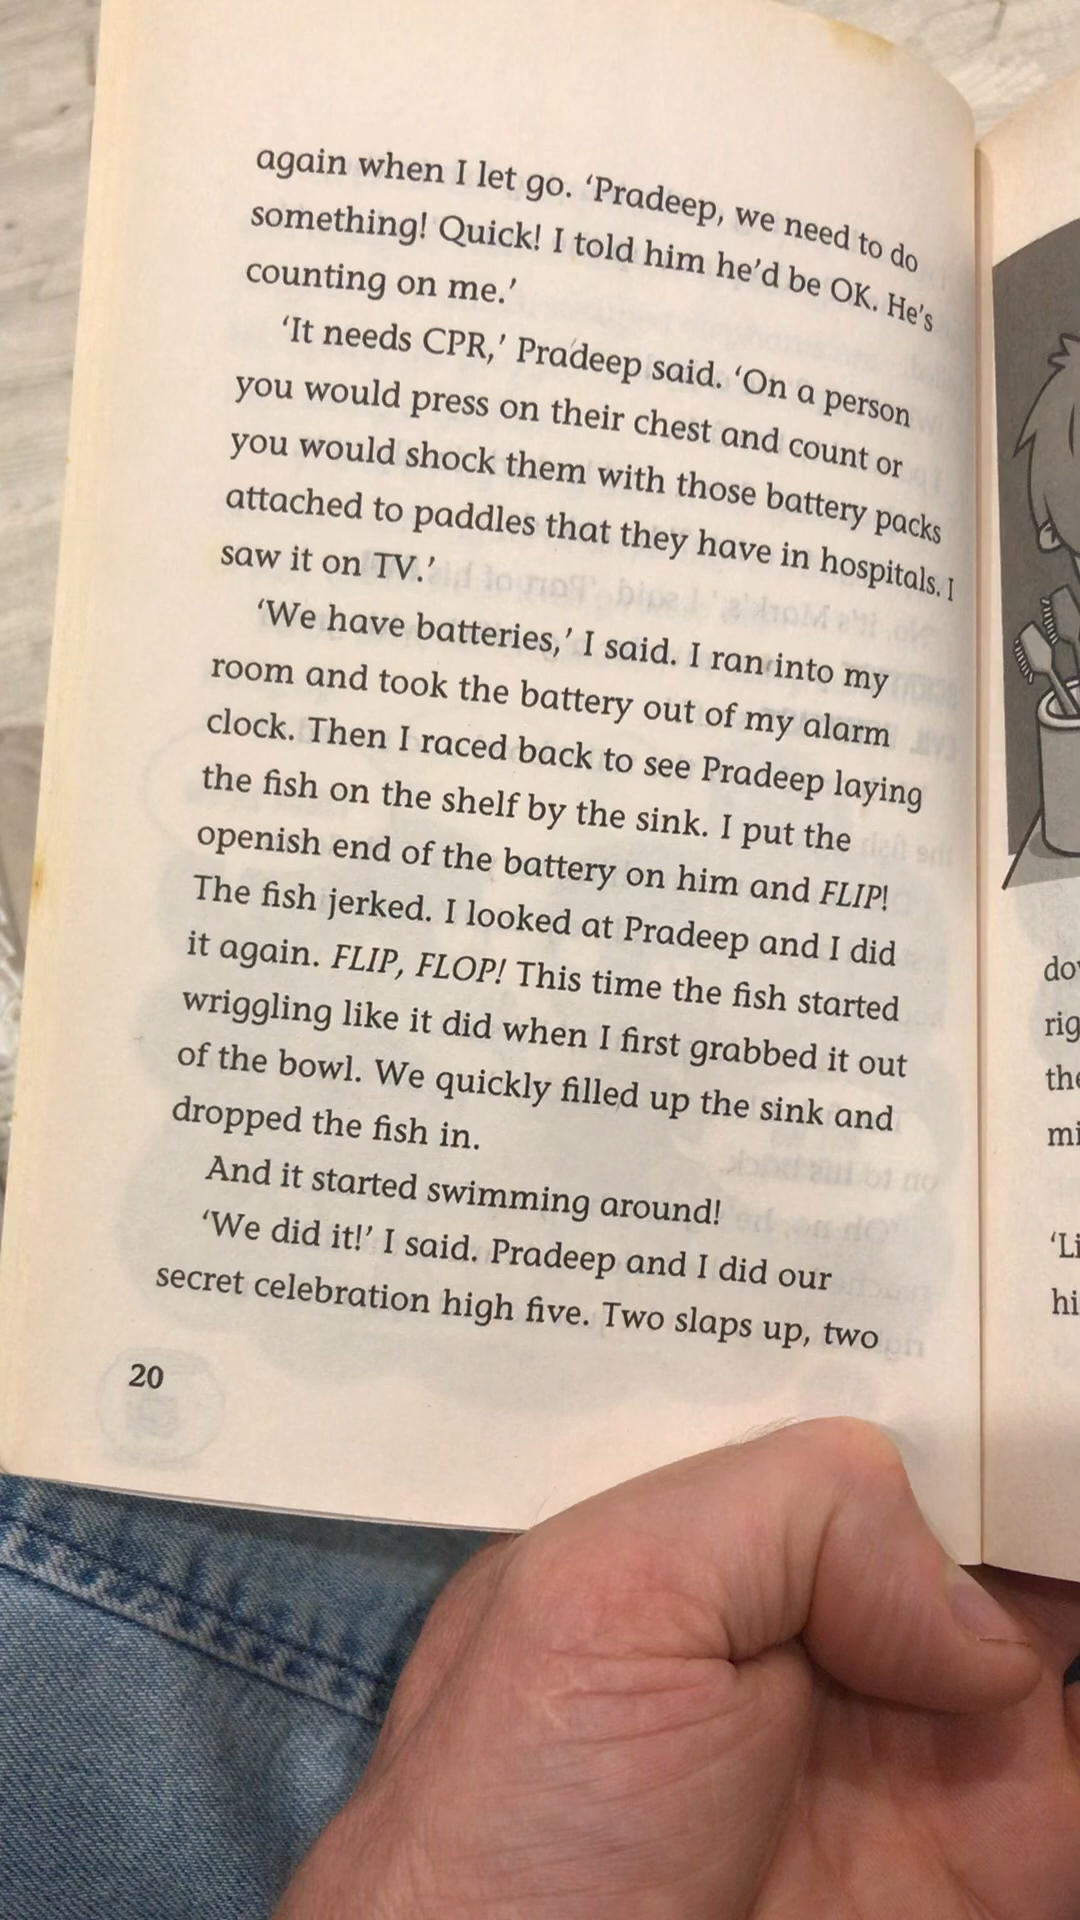 again when I let go. ‘Pradeep, we need to do
something! Quick! I told him he’d be OK. He’s
counting on me.’
‘It needs CPR,’ Pradeep said. ‘On a person
you would press on their chest and count or
you would shock them with those battery packs
attached to paddles that they have in hospitals. I
saw it on TV.’
‘We have batteries,’ I said. I ran into my
room and took the battery out of my alarm
clock. Then I raced back to see Pradeep laying
the fish on the shelf by the sink. I put the
openish end of the battery on him and FLIP!
The fish jerked. I looked at Pradeep and I did
it again. FLIP, FLOP! This time the fish started
wriggling like it did when I first grabbed it out
of the bowl. We quickly filled up the sink and
dropped the fish in.
And it started swimming around!
‘We did it!’ I said. Pradeep and I did our
secret celebration high five. Two slaps up, two
20